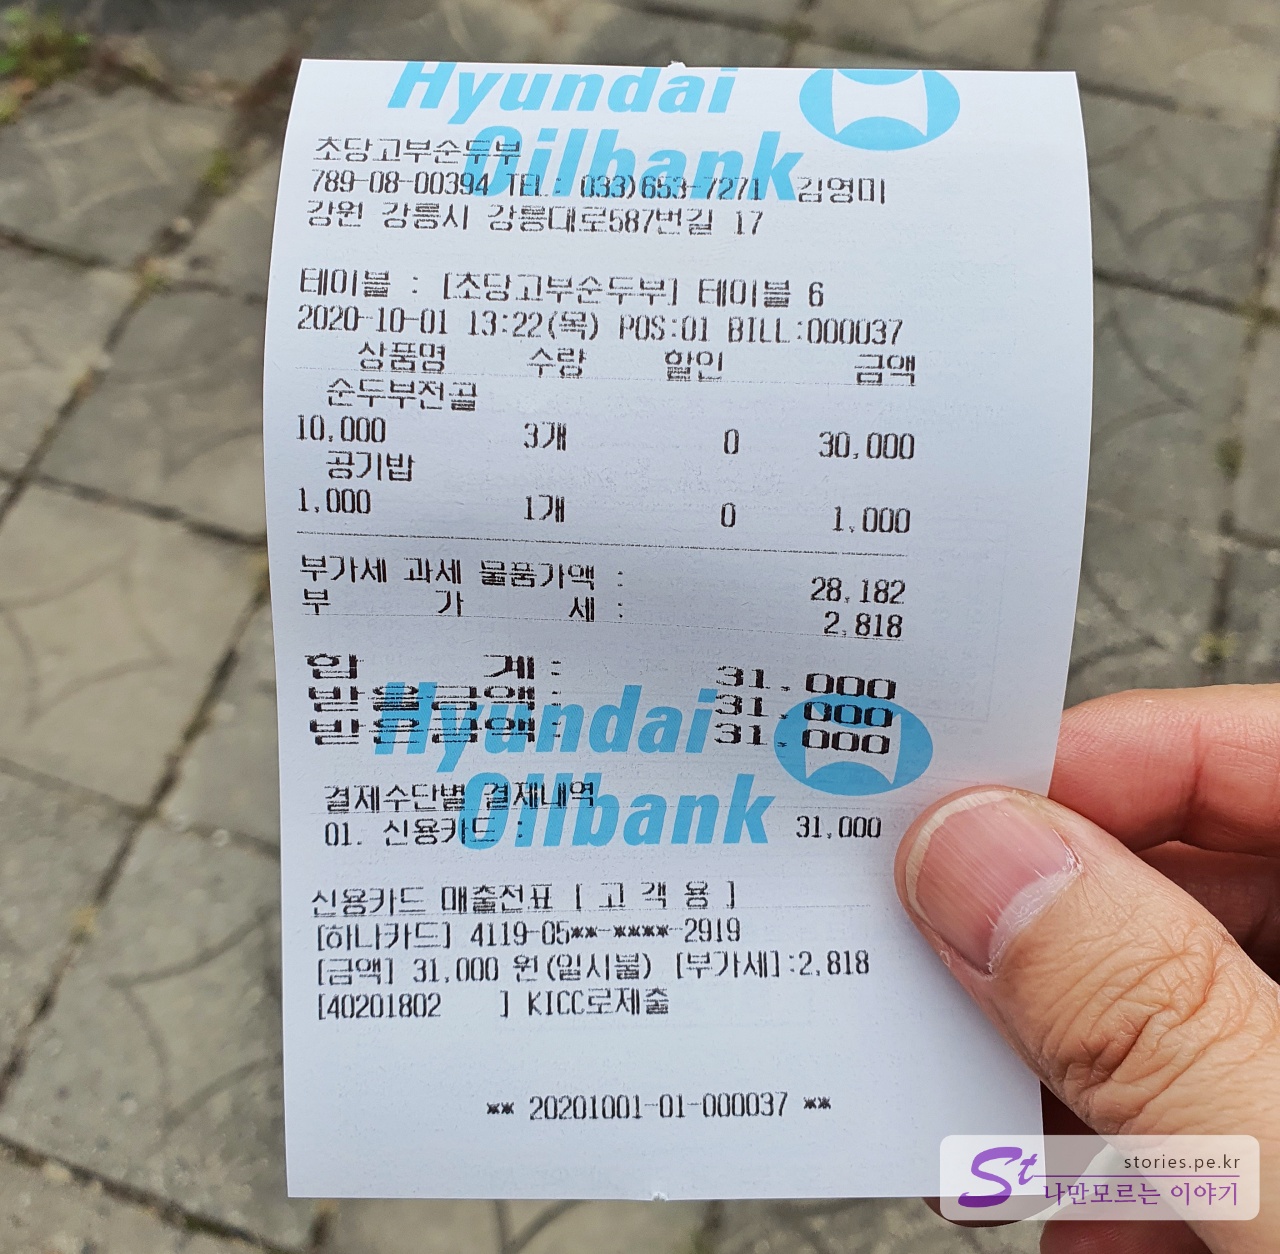 Hyundai
Oilbank
초당고부순두부
789-08-00394 TEL : 033)653-7271 김영미
강원 강릉시 강릉대로587번길 17
테이블 : [초당고부순두부] 테이블 6
2020-10-01 13:22(목) POS:01 BILL:000037
상품명 수량 할인 금액
순두부전골
10,000 3개 0 30,000
공기밥
1,000 1개 0 1,000
부가세 과세 물품가액 : 28,182
부 가 세 : 2,818
합 계 : 31,000
받을금액 : 31,000
받은금액 : 31,000
Hyundai
Oilbank
결제수단별 결제내역
01. 신용카드 : 31,000
신용카드 매출전표 [ 고 객 용 ]
[하나카드] 4119-05**-****-2919
[금액] 31,000 원(일시불) [부가세]:2,818
[40201802 ] KICC로제출
** 20201001-01-000037 **
St
stories.pe.kr
나만모르는 이야기